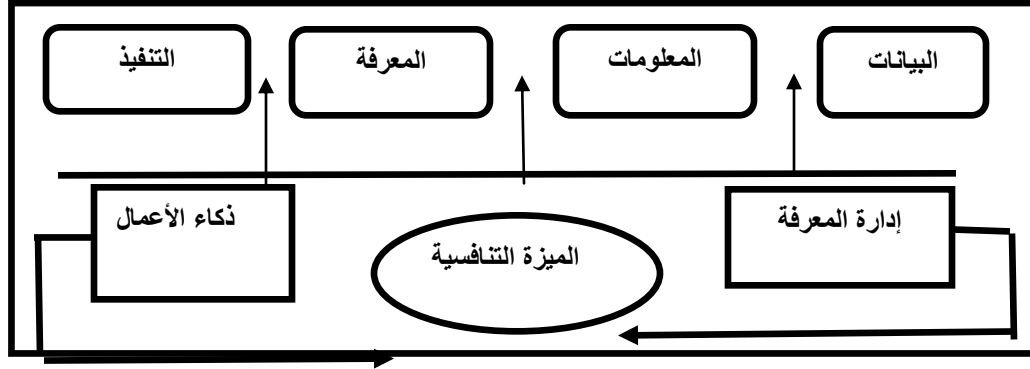 البيانات
المعلومات
المعرفة
التنفيذ
إدارة المعرفة
الميزة التنافسية
ذكاء الأعمال